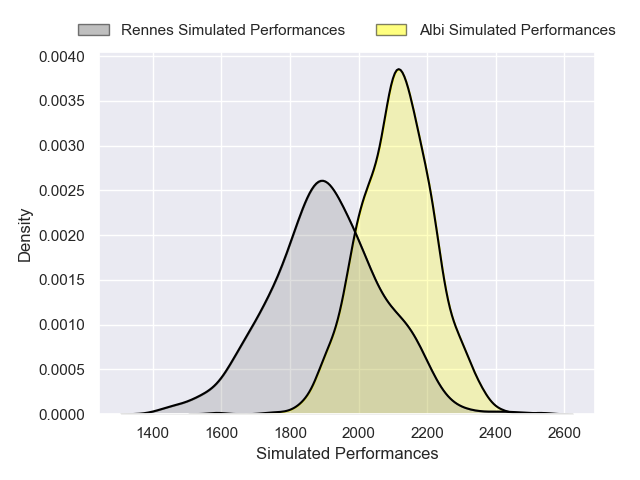 Rennes Simulated Performances Albi Simulated Performances
0.0040
0.0035
0.0030
0.0025
0.0020
0.0015
0.0010
0.0005
0.0000
Density
1400 1600 1800 2000 2200 2400 2600
Simulated Performances